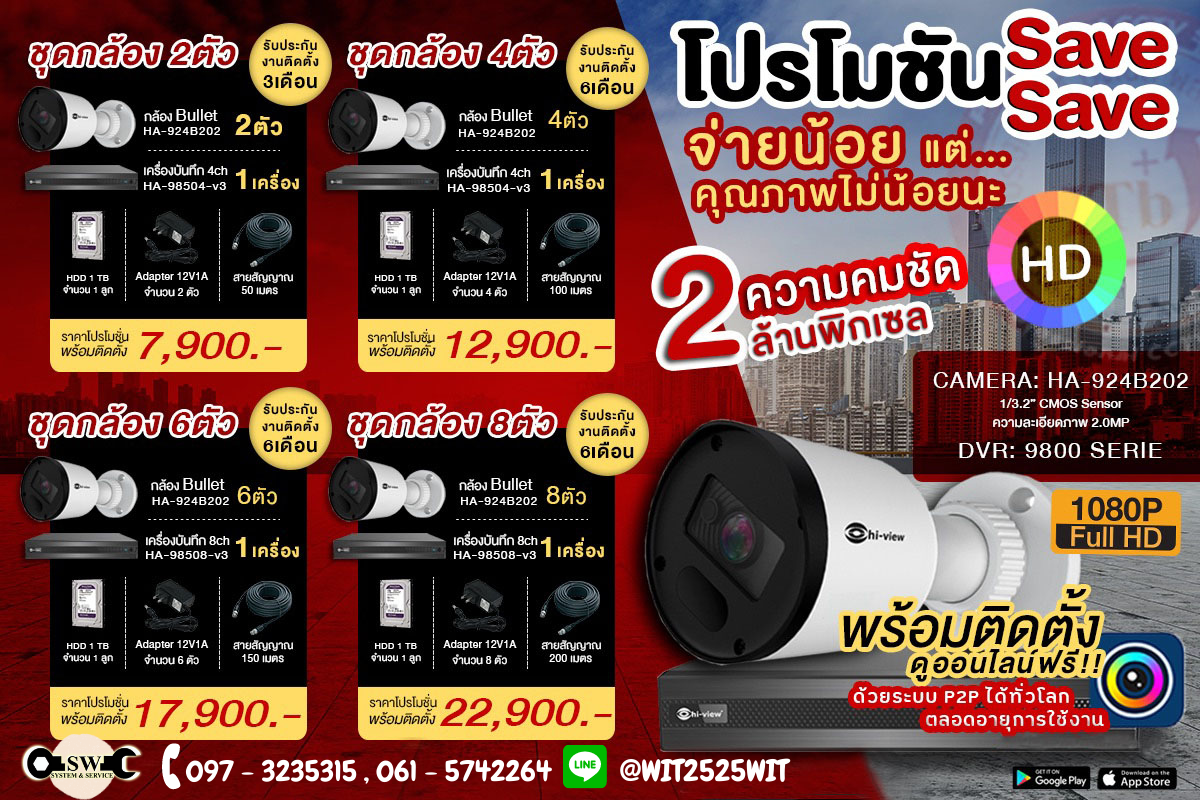 ชุดกล้อง 2ตัว
รับประกัน
งานติดตั้ง
3เดือน
กล้อง Bullet
HA-924B202
2ตัว
เครื่องบันทึก 4ch
HA-98504-v3
1เครื่อง
HDD 1 TB
จำนวน 1 ลูก
Adapter 12V1A
จำนวน 2 ตัว
สายสัญญาณ
50 เมตร
ราคาโปรโมชั่น
พร้อมติดตั้ง
7,900.-
ชุดกล้อง 4ตัว
รับประกัน
งานติดตั้ง
6เดือน
กล้อง Bullet
HA-924B202
4ตัว
เครื่องบันทึก 4ch
HA-98504-v3
1เครื่อง
HDD 1 TB
จำนวน 1 ลูก
Adapter 12V1A
จำนวน 4 ตัว
สายสัญญาณ
100 เมตร
ราคาโปรโมชั่น
พร้อมติดตั้ง
12,900.-
ชุดกล้อง 6ตัว
รับประกัน
งานติดตั้ง
6เดือน
กล้อง Bullet
HA-924B202
6ตัว
เครื่องบันทึก 8ch
HA-98508-v3
1เครื่อง
HDD 1 TB
จำนวน 1 ลูก
Adapter 12V1A
จำนวน 6 ตัว
สายสัญญาณ
150 เมตร
ราคาโปรโมชั่น
พร้อมติดตั้ง
17,900.-
ชุดกล้อง 8ตัว
รับประกัน
งานติดตั้ง
6เดือน
กล้อง Bullet
HA-924B202
8ตัว
เครื่องบันทึก 8ch
HA-98508-v3
1เครื่อง
HDD 1 TB
จำนวน 1 ลูก
Adapter 12V1A
จำนวน 8 ตัว
สายสัญญาณ
200 เมตร
ราคาโปรโมชั่น
พร้อมติดตั้ง
22,900.-
โปรโมชัน
Save
Save
จ่ายน้อย แต่...
คุณภาพไม่น้อยนะ
HD
2 ความคมชัด
ล้านพิกเซล
CAMERA: HA-924B202
1/3.2" CMOS Sensor
ความละเอียดภาพ 2.0MP
DVR: 9800 SERIE
1080P
Full HD
hi-view
พร้อมติดตั้ง
ดูออนไลน์ฟรี!!
ด้วยระบบ P2P ได้ทั่วโลก
ตลอดอายุการใช้งาน
hi-view
SW
SYSTEM & SERVICE
097 - 3235315 , 061 - 5742264
LINE
@WIT2525WIT
GET IT ON
Google Play
Download on the
App Store